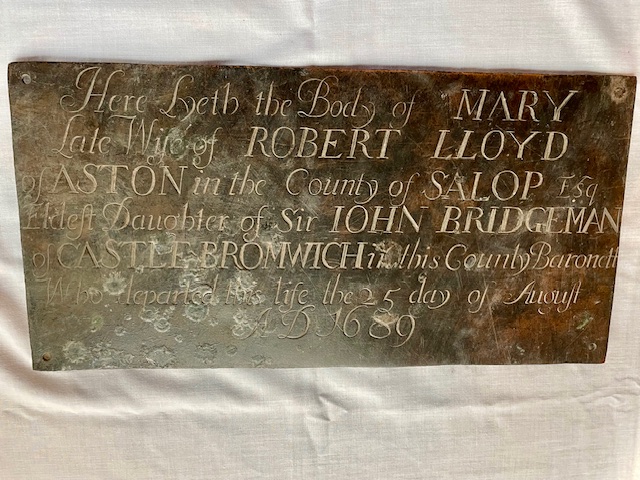 Here Lyeth the Body of MARY
Late Wife of ROBERT LLOYD
of ASTON in the County of SALOP Esq
Eldest Daughter of Sir IOHN BRIDGEMAN
of CASTLE-BROMWICH in this County Baronett
Who departed this life the 25 day of August
A D 1689